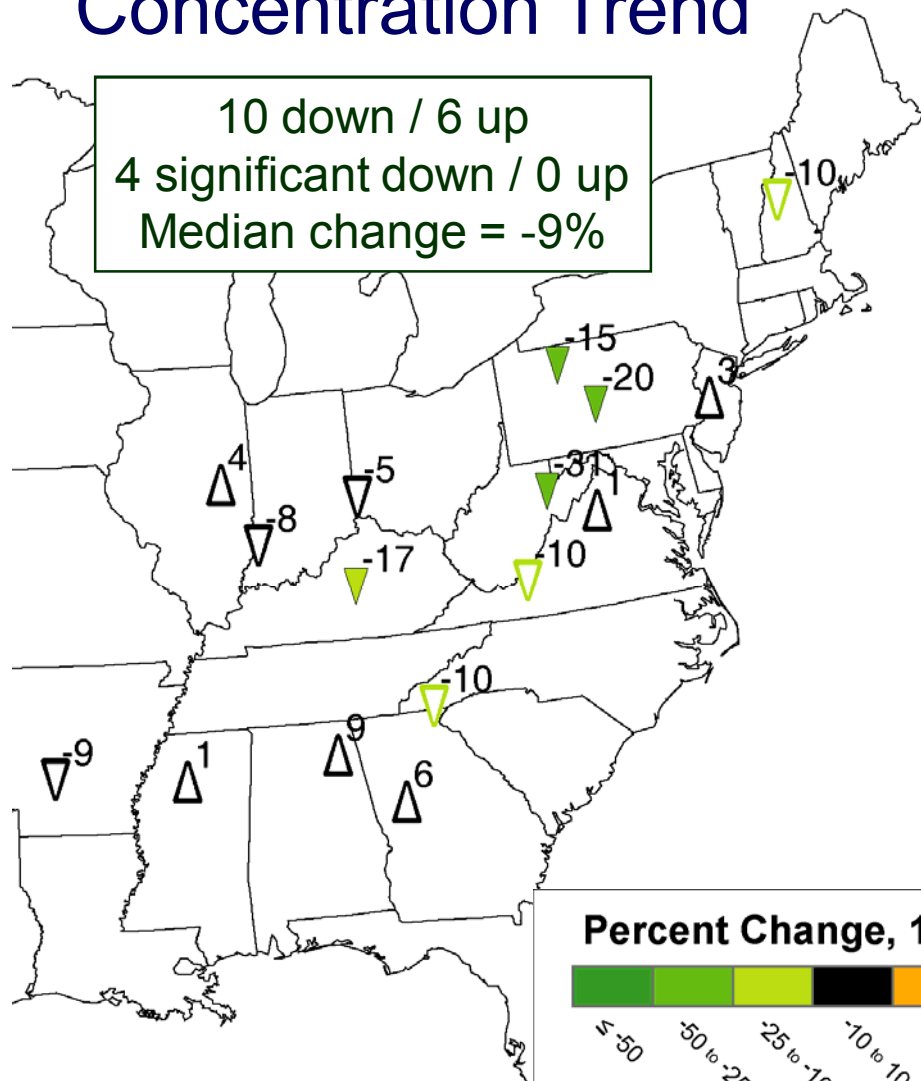 Concentration Trend
10 down / 6 up
4 significant down / 0 up
Median change = -9%
-10
-15
-20
3
4
-5
-31
1
-8
-17
-10
-10
-9
1
9
6
Percent Change, 1
≤ -50
-50 to -25
-25 to -10
-10 to 10